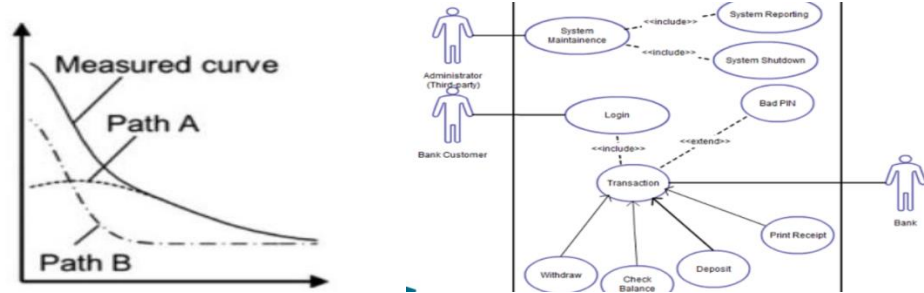 Measured curve
Path A
Path B
System Reporting
<<include>>
System
Maintainence
<<include>>
System Shutdown
Administrator
(Third-party)
Bad PIN
Login
Bank Customer
<<include>>
<<extend>>
Transaction
Bank
Print Receipt
Withdraw
Check
Balance
Deposit